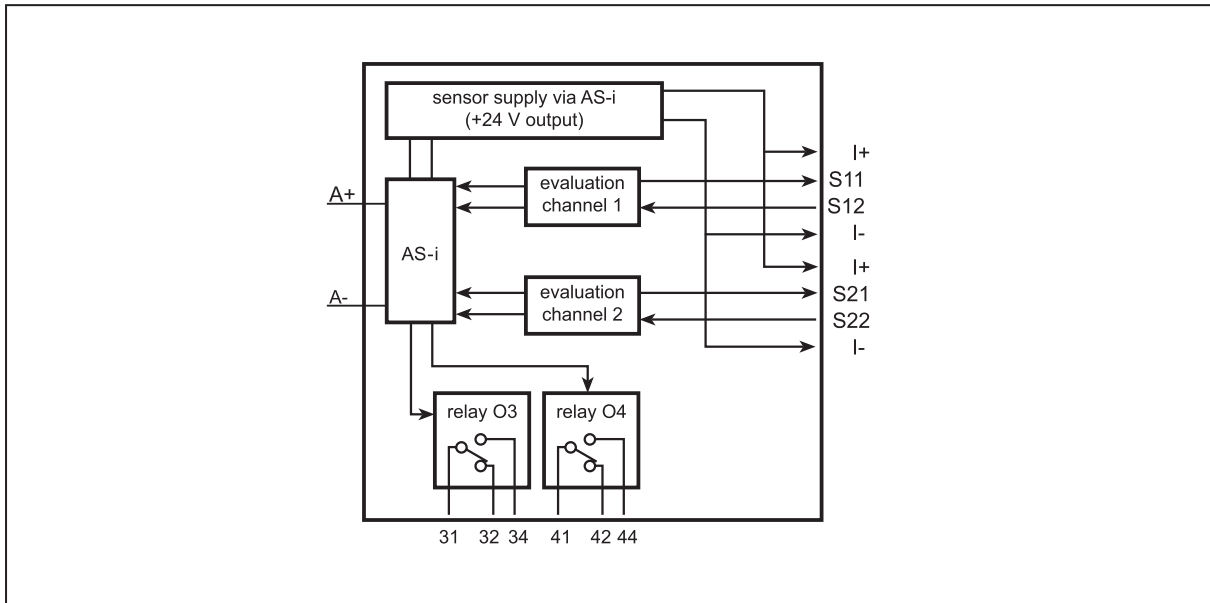 sensor supply via AS-i
(+24 V output)
I+
evaluation
channel 1
S11
A+
S12
I-
AS-i
I+
evaluation
channel 2
S21
A-
S22
I-
relay O3
relay O4
31
32
34
41
42
44